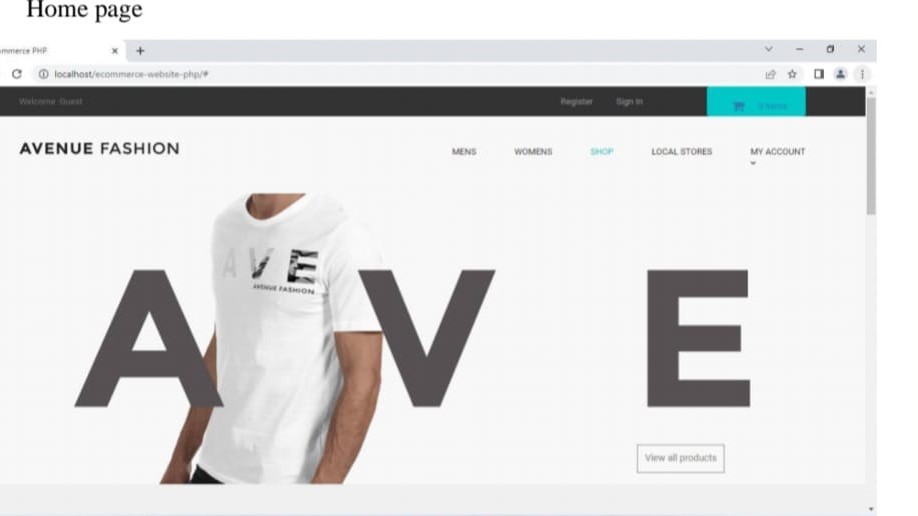 Home page
ommerce PHP
localhost/ecommerce-website-php/#
Welcome Guest
Register Sign In 0 items
AVENUE FASHION
MENS WOMENS SHOP LOCAL STORES MY ACCOUNT
AVE
AVENUE FASHION
A V E
View all products